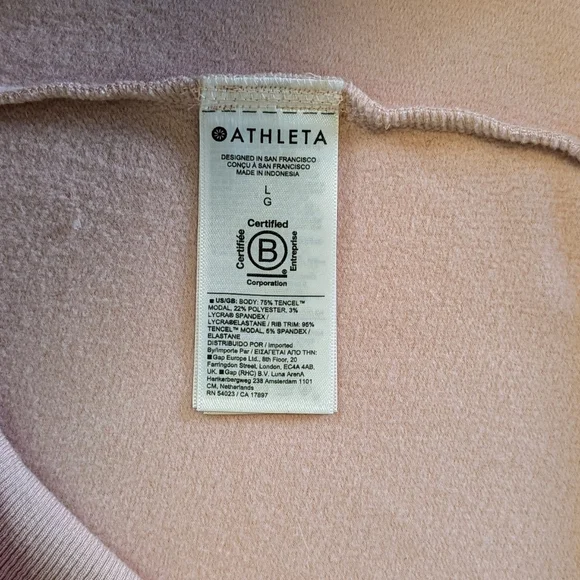 ATHLETA
DESIGNED IN SAN FRANCISCO
CONÇU À SAN FRANCISCO
MADE IN INDONESIA
L
G
Certified
Certifiée
B
Entreprise
Corporation
■ US/GB: BODY: 75% TENCEL™
MODAL, 22% POLYESTER, 3%
LYCRA® SPANDEX /
LYCRA®ELASTANE / RIB TRIM: 95%
TENCEL™ MODAL, 5% SPANDEX /
ELASTANE
DISTRIBUIDO POR / Imported
By/Importe Par / ΕΙΣΑΓΕΤΑΙ ΑΠΟ ΤΗΝ:
■ Gap Europe Ltd., 8th Floor, 20
Farringdon Street, London, EC4A 4AB,
UK. ■ Gap (RHC) B.V. Luna ArenA
Herikerbergweg 238 Amsterdam 1101
CM, Netherlands
RN 54023 / CA 17897